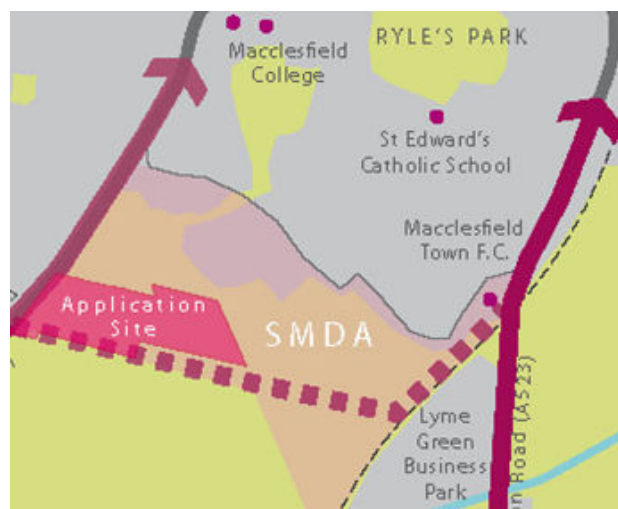 RYLE'S PARK
Macclesfield
College
St Edward's
Catholic School
Macclesfield
Town F.C.
Application
Site
SMDA
Lyme
Green
Business
Park
on Road (A523)